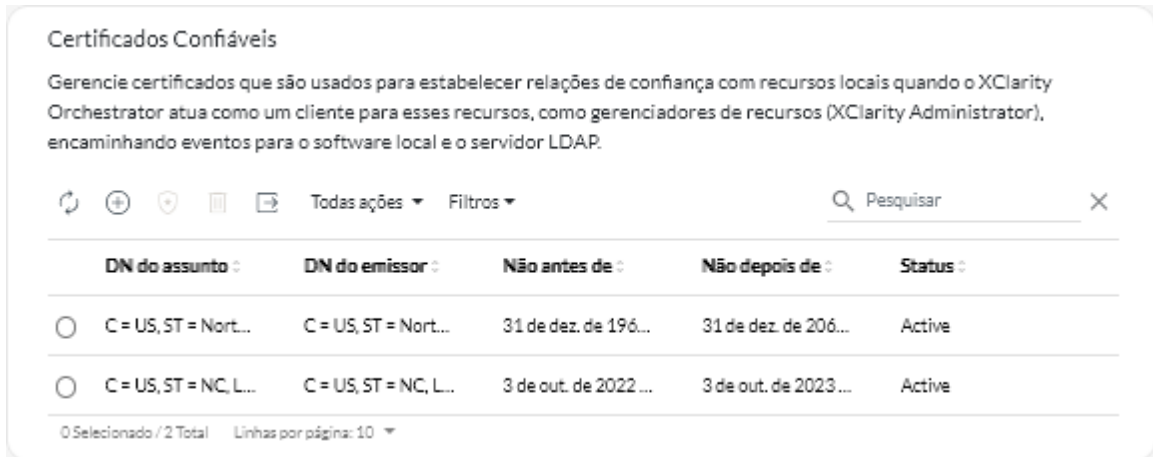 Certificados Confiáveis
Gerencie certificados que são usados para estabelecer relações de confiança com recursos locais quando o XClarity
Orchestrator atua como um cliente para esses recursos, como gerenciadores de recursos (XClarity Administrator),
encaminhando eventos para o software local e o servidor LDAP.
Todas ações Filtros Pesquisar
DN do assunto DN do emissor Não antes de Não depois de Status
C = US, ST = Nort... C = US, ST = Nort... 31 de dez. de 196... 31 de dez. de 206... Active
C = US, ST = NC, L... C = US, ST = NC, L... 3 de out. de 2022 ... 3 de out. de 2023 ... Active
0 Selecionado / 2 Total Linhas por página: 10